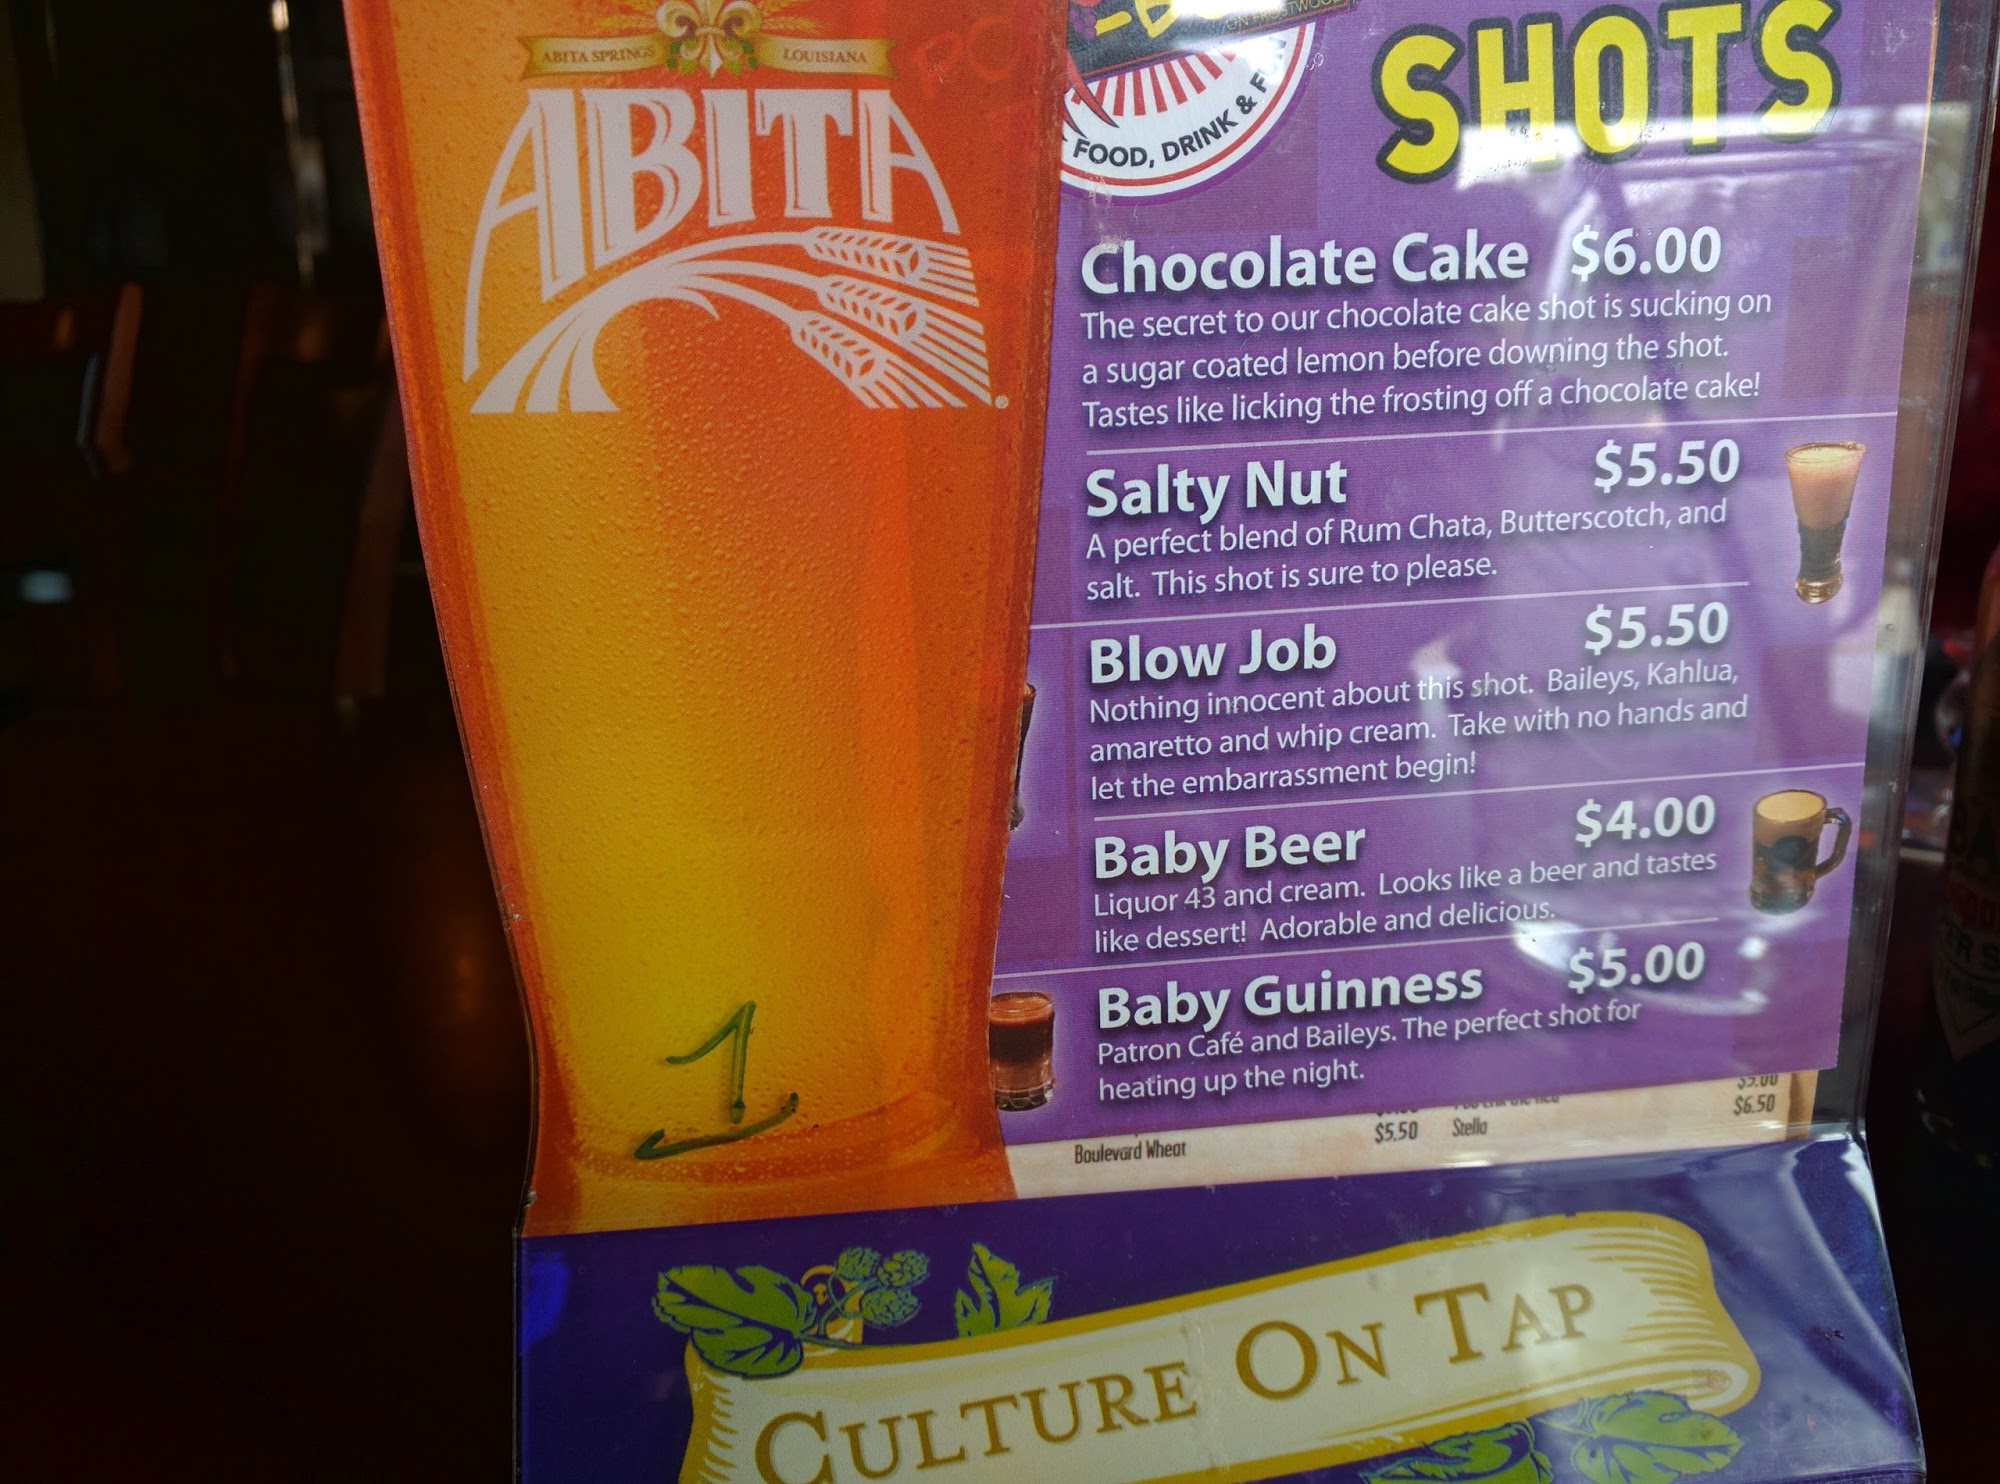 ABITA SPRINGS LOUISIANA
ABITA
®
ON FROSTWOOD
FOOD, DRINK & FUN
SHOTS
Chocolate Cake $6.00
The secret to our chocolate cake shot is sucking on
a sugar coated lemon before downing the shot.
Tastes like licking the frosting off a chocolate cake!
Salty Nut $5.50
A perfect blend of Rum Chata, Butterscotch, and
salt. This shot is sure to please.
Blow Job $5.50
Nothing innocent about this shot. Baileys, Kahlua,
amaretto and whip cream. Take with no hands and
let the embarrassment begin!
Baby Beer $4.00
Liquor 43 and cream. Looks like a beer and tastes
like dessert! Adorable and delicious.
Baby Guinness $5.00
Patron Café and Baileys. The perfect shot for
heating up the night.
Boulevard Wheat $5.50 Stella $6.50
1
CULTURE ON TAP